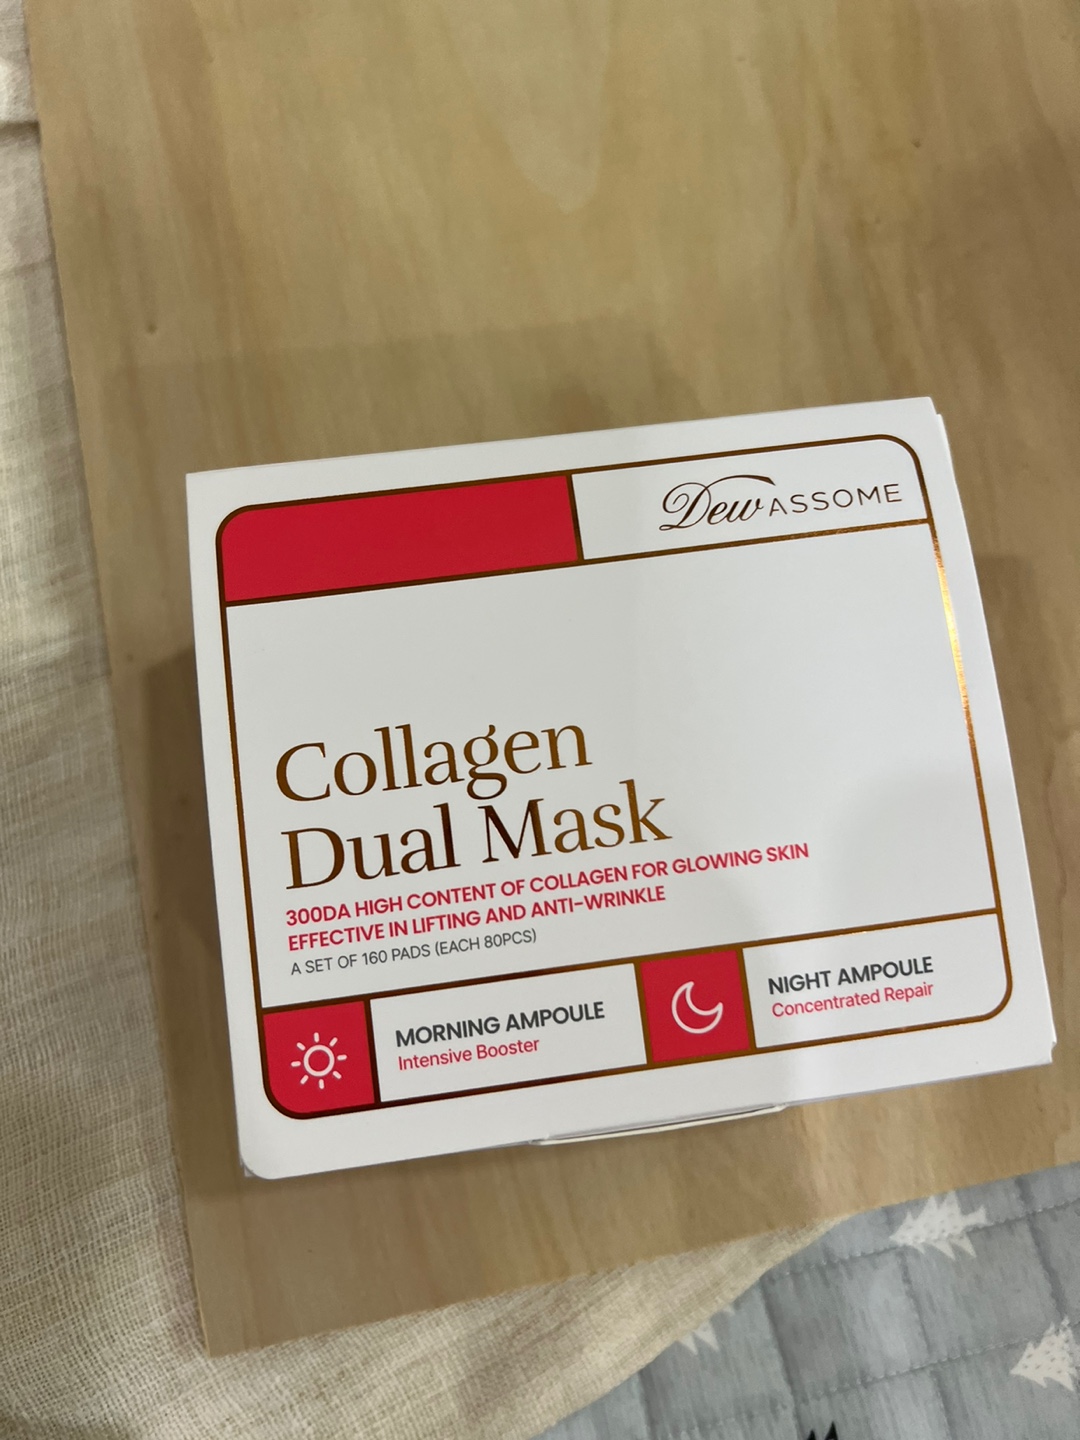 Dew ASSOME
Collagen
Dual Mask
300DA HIGH CONTENT OF COLLAGEN FOR GLOWING SKIN
EFFECTIVE IN LIFTING AND ANTI-WRINKLE
A SET OF 160 PADS (EACH 80PCS)
MORNING AMPOULE
Intensive Booster
NIGHT AMPOULE
Concentrated Repair